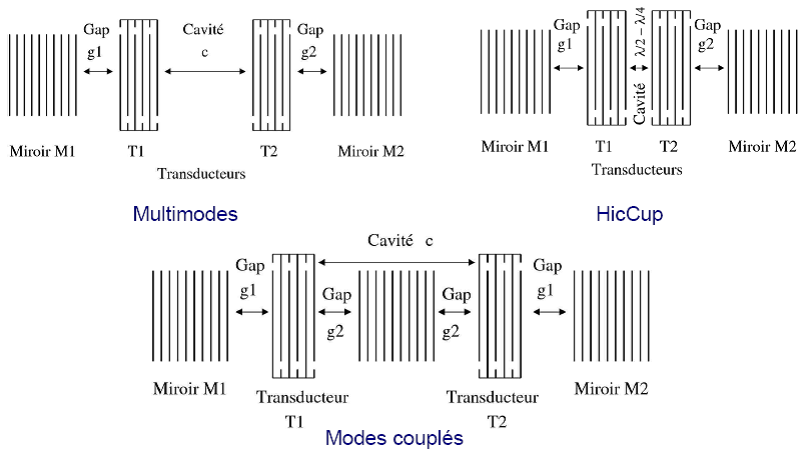 Gap
g1
Cavité
c
Gap
g2
Miroir M1
T1
T2
Miroir M2
Transducteurs
Multimodes
Gap
g1
Cavité λ/2 – λ/4
Gap
g2
Miroir M1
T1
T2
Miroir M2
Transducteurs
HicCup
Cavité c
Gap
g1
Gap
g2
Gap
g2
Gap
g1
Miroir M1
Transducteur
T1
Transducteur
T2
Miroir M2
Modes couplés